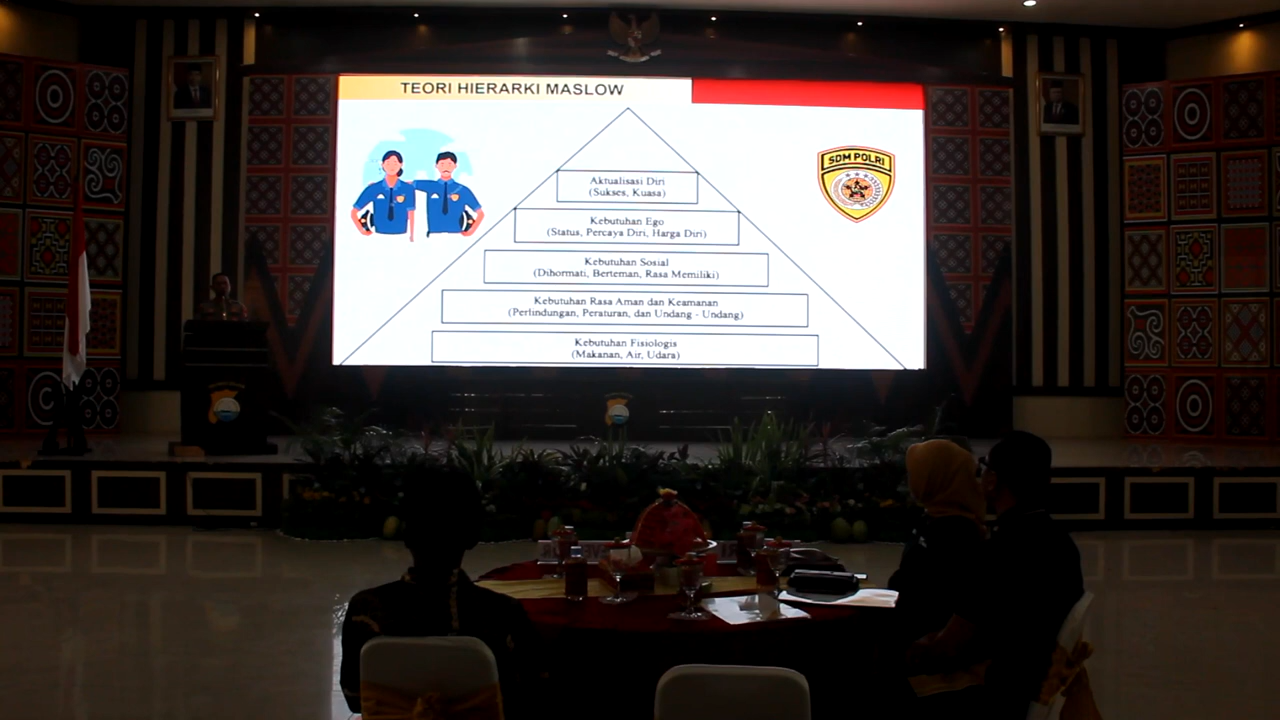 TEORI HIERARKI MASLOW
SDM POLRI
Aktualisasi Diri
(Sukses, Kuasa)
Kebutuhan Ego
(Status, Percaya Diri, Harga Diri)
Kebutuhan Sosial
(Dihormati, Berteman, Rasa Memiliki)
Kebutuhan Rasa Aman dan Keamanan
(Perlindungan, Peraturan, dan Undang - Undang)
Kebutuhan Fisiologis
(Makanan, Air, Udara)